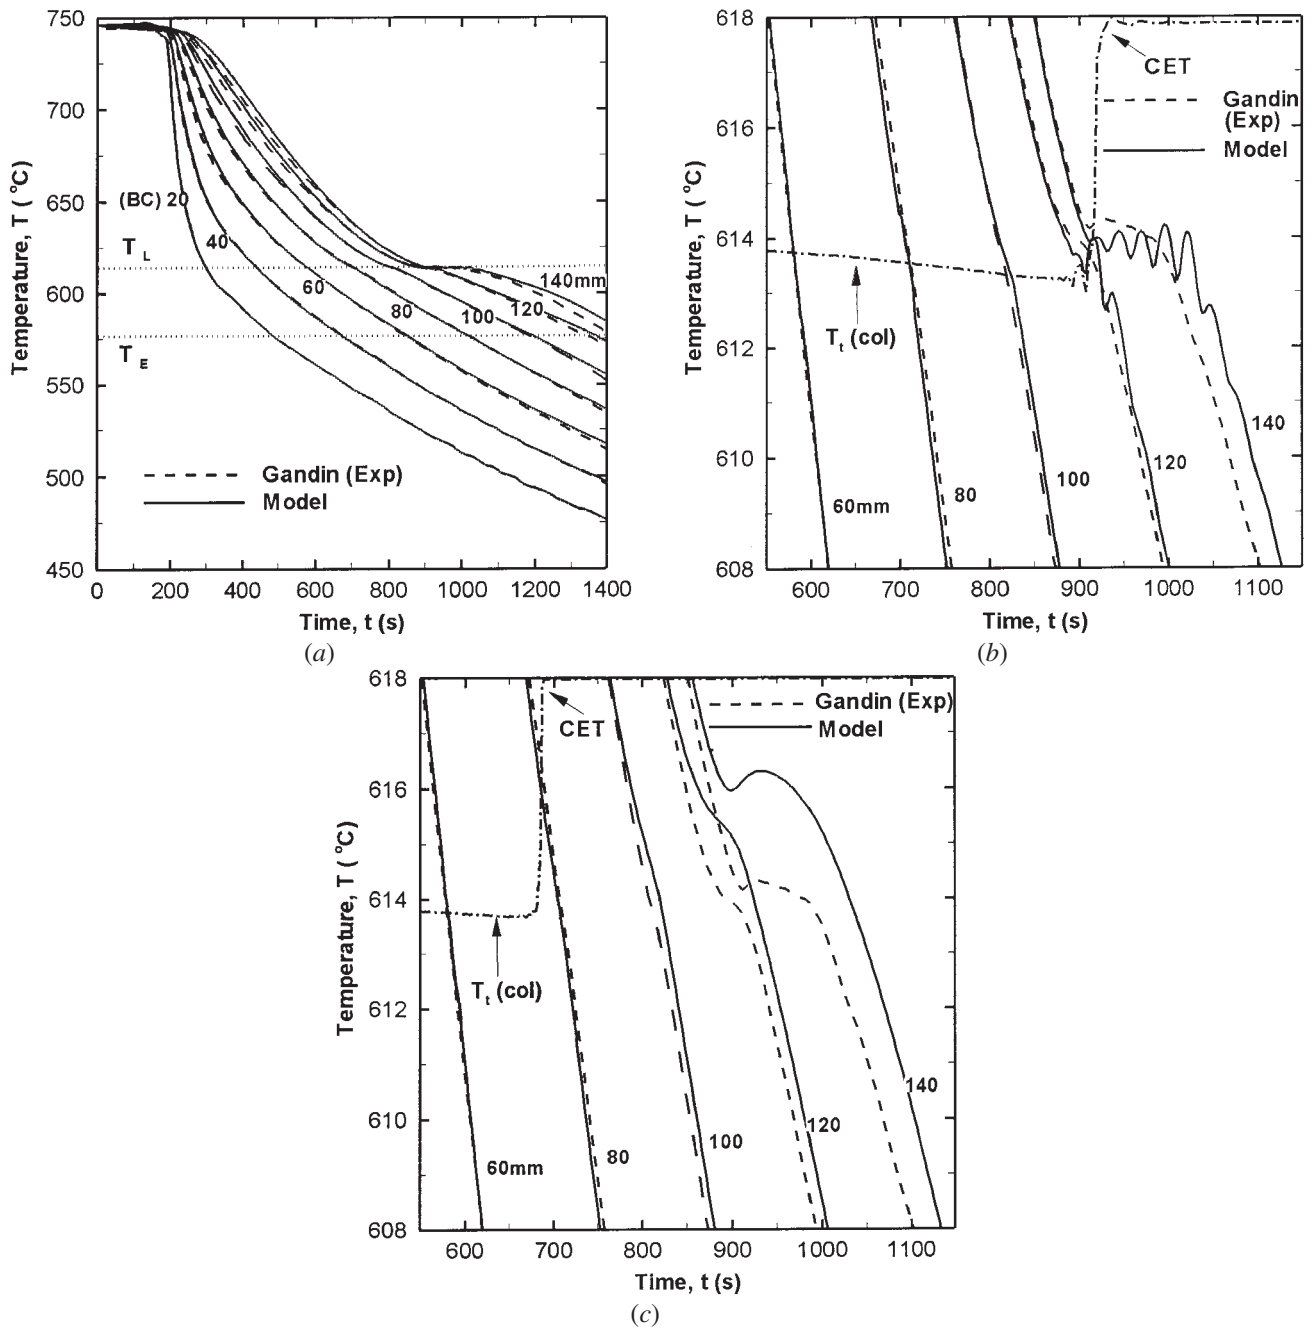 750
700
650
600
550
500
450
Temperature, T ( °C)
(BC) 20
T L
40
60
80
100
120
140mm
T E
Gandin (Exp)
Model
0 200 400 600 800 1000 1200 1400
Time, t (s)
(a)
618
616
614
612
610
608
Temperature, T ( °C)
CET
Gandin
(Exp)
Model
Tt (col)
60mm
80
100
120
140
600 700 800 900 1000 1100
Time, t (s)
(b)
618
616
614
612
610
608
Temperature, T ( °C)
CET
Gandin (Exp)
Model
Tt (col)
60mm
80
100
120
140
600 700 800 900 1000 1100
Time, t (s)
(c)